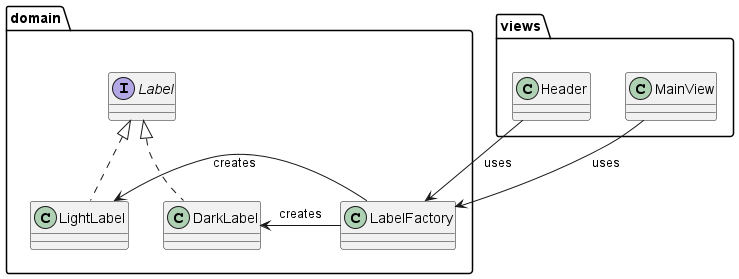 domain
views
I Label
C Header
C MainView
creates
uses
uses
C LightLabel
C DarkLabel
creates
C LabelFactory